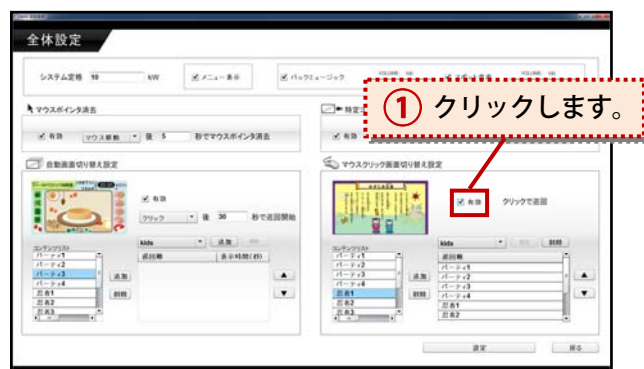 全体設定
システム定格 10 kW
メニュー表示
バックミュージック
① クリックします。
マウスポインタ消去
有効 マウス移動 後 5 秒でマウスポインタ消去
有効
自動画面切り替え設定
有効
クリック 後 30 秒で巡回開始
kids 追加 削除
コンテンツリスト
パーティ1
パーティ2
パーティ3
パーティ4
忍者1
忍者2
忍者3
追加
削除
巡回順 表示時間(秒)
▲
▼
マウスクリック画面切り替え設定
有効 クリックで巡回
kids 追加 削除
コンテンツリスト
パーティ1
パーティ2
パーティ3
パーティ4
忍者1
忍者2
忍者3
追加
削除
巡回順
パーティ1
パーティ2
パーティ3
パーティ4
忍者1
忍者2
▲
▼
設定 戻る